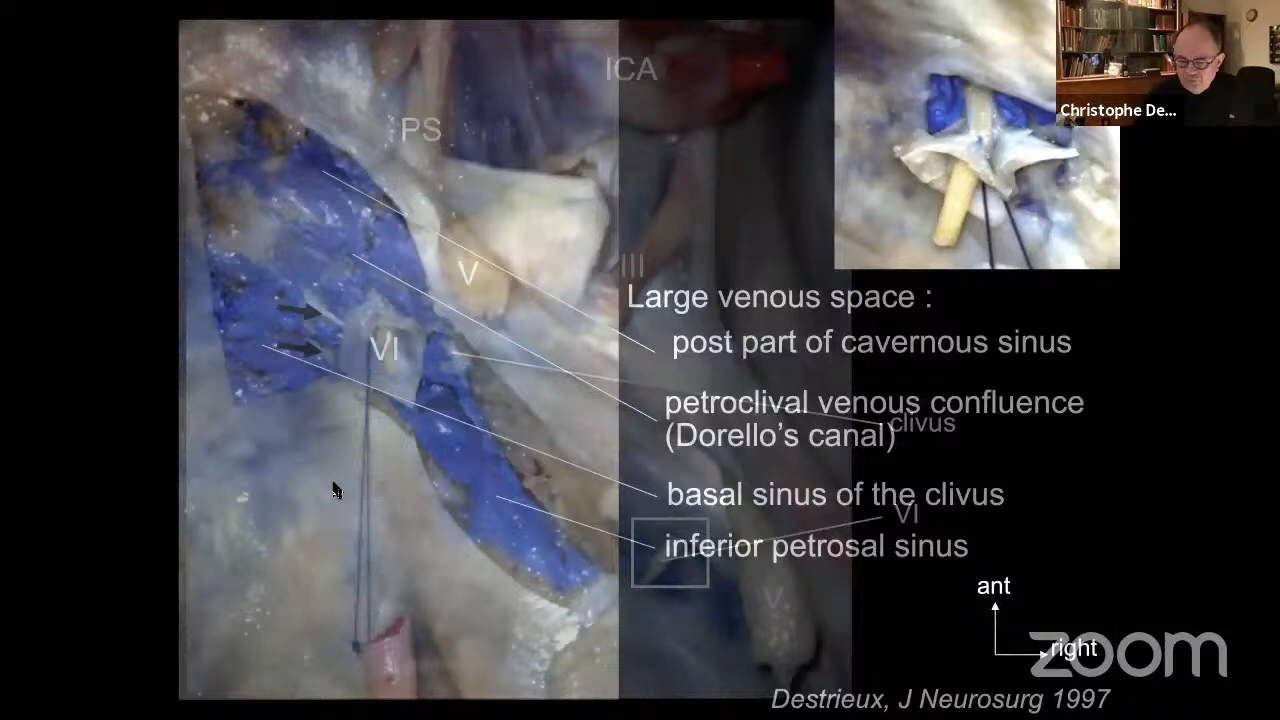 ICA
Christophe De...
PS
V
III
Large venous space :
post part of cavernous sinus
VI
petroclival venous confluence
clivus
(Dorello’s canal)
basal sinus of the clivus
VI
inferior petrosal sinus
ant
V
right
zoom
Destrieux, J Neurosurg 1997